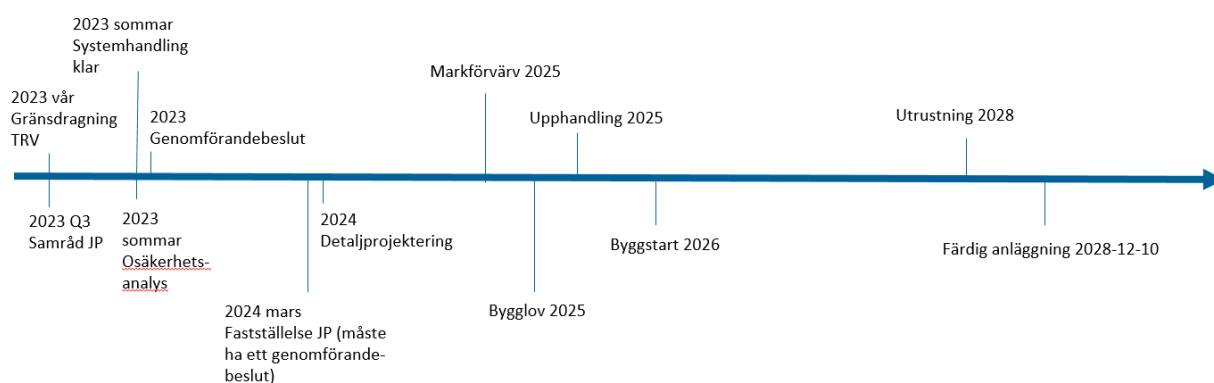 2023 sommar
Systemhandling
klar
2023 vår
Gränsdragning
TRV
2023
Genomförandebeslut
Markförvärv 2025
Upphandling 2025
Utrustning 2028
2023 Q3
Samråd JP
2023
sommar
Osäkerhets-
analys
2024
Detaljprojektering
2024 mars
Fastställelse JP (måste
ha ett genomförande-
beslut)
Bygglov 2025
Byggstart 2026
Färdig anläggning 2028-12-10